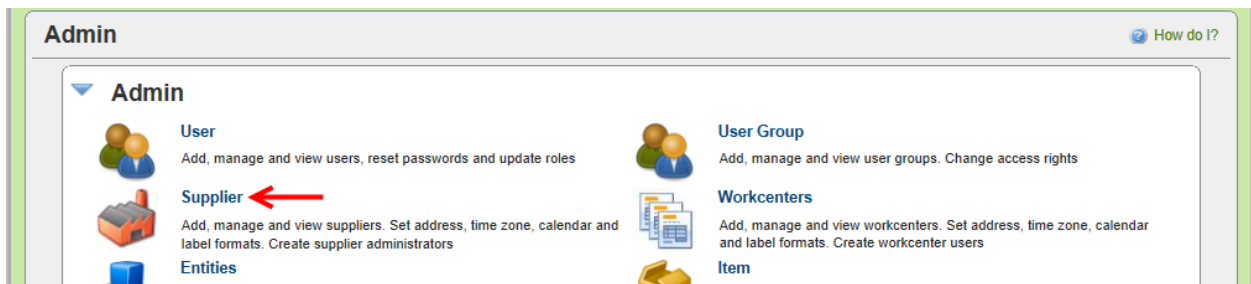 Admin
How do I?
Admin
User
Add, manage and view users, reset passwords and update roles
User Group
Add, manage and view user groups. Change access rights
Supplier
Add, manage and view suppliers. Set address, time zone, calendar and
label formats. Create supplier administrators
Workcenters
Add, manage and view workcenters. Set address, time zone, calendar
and label formats. Create workcenter users
Entities
Item